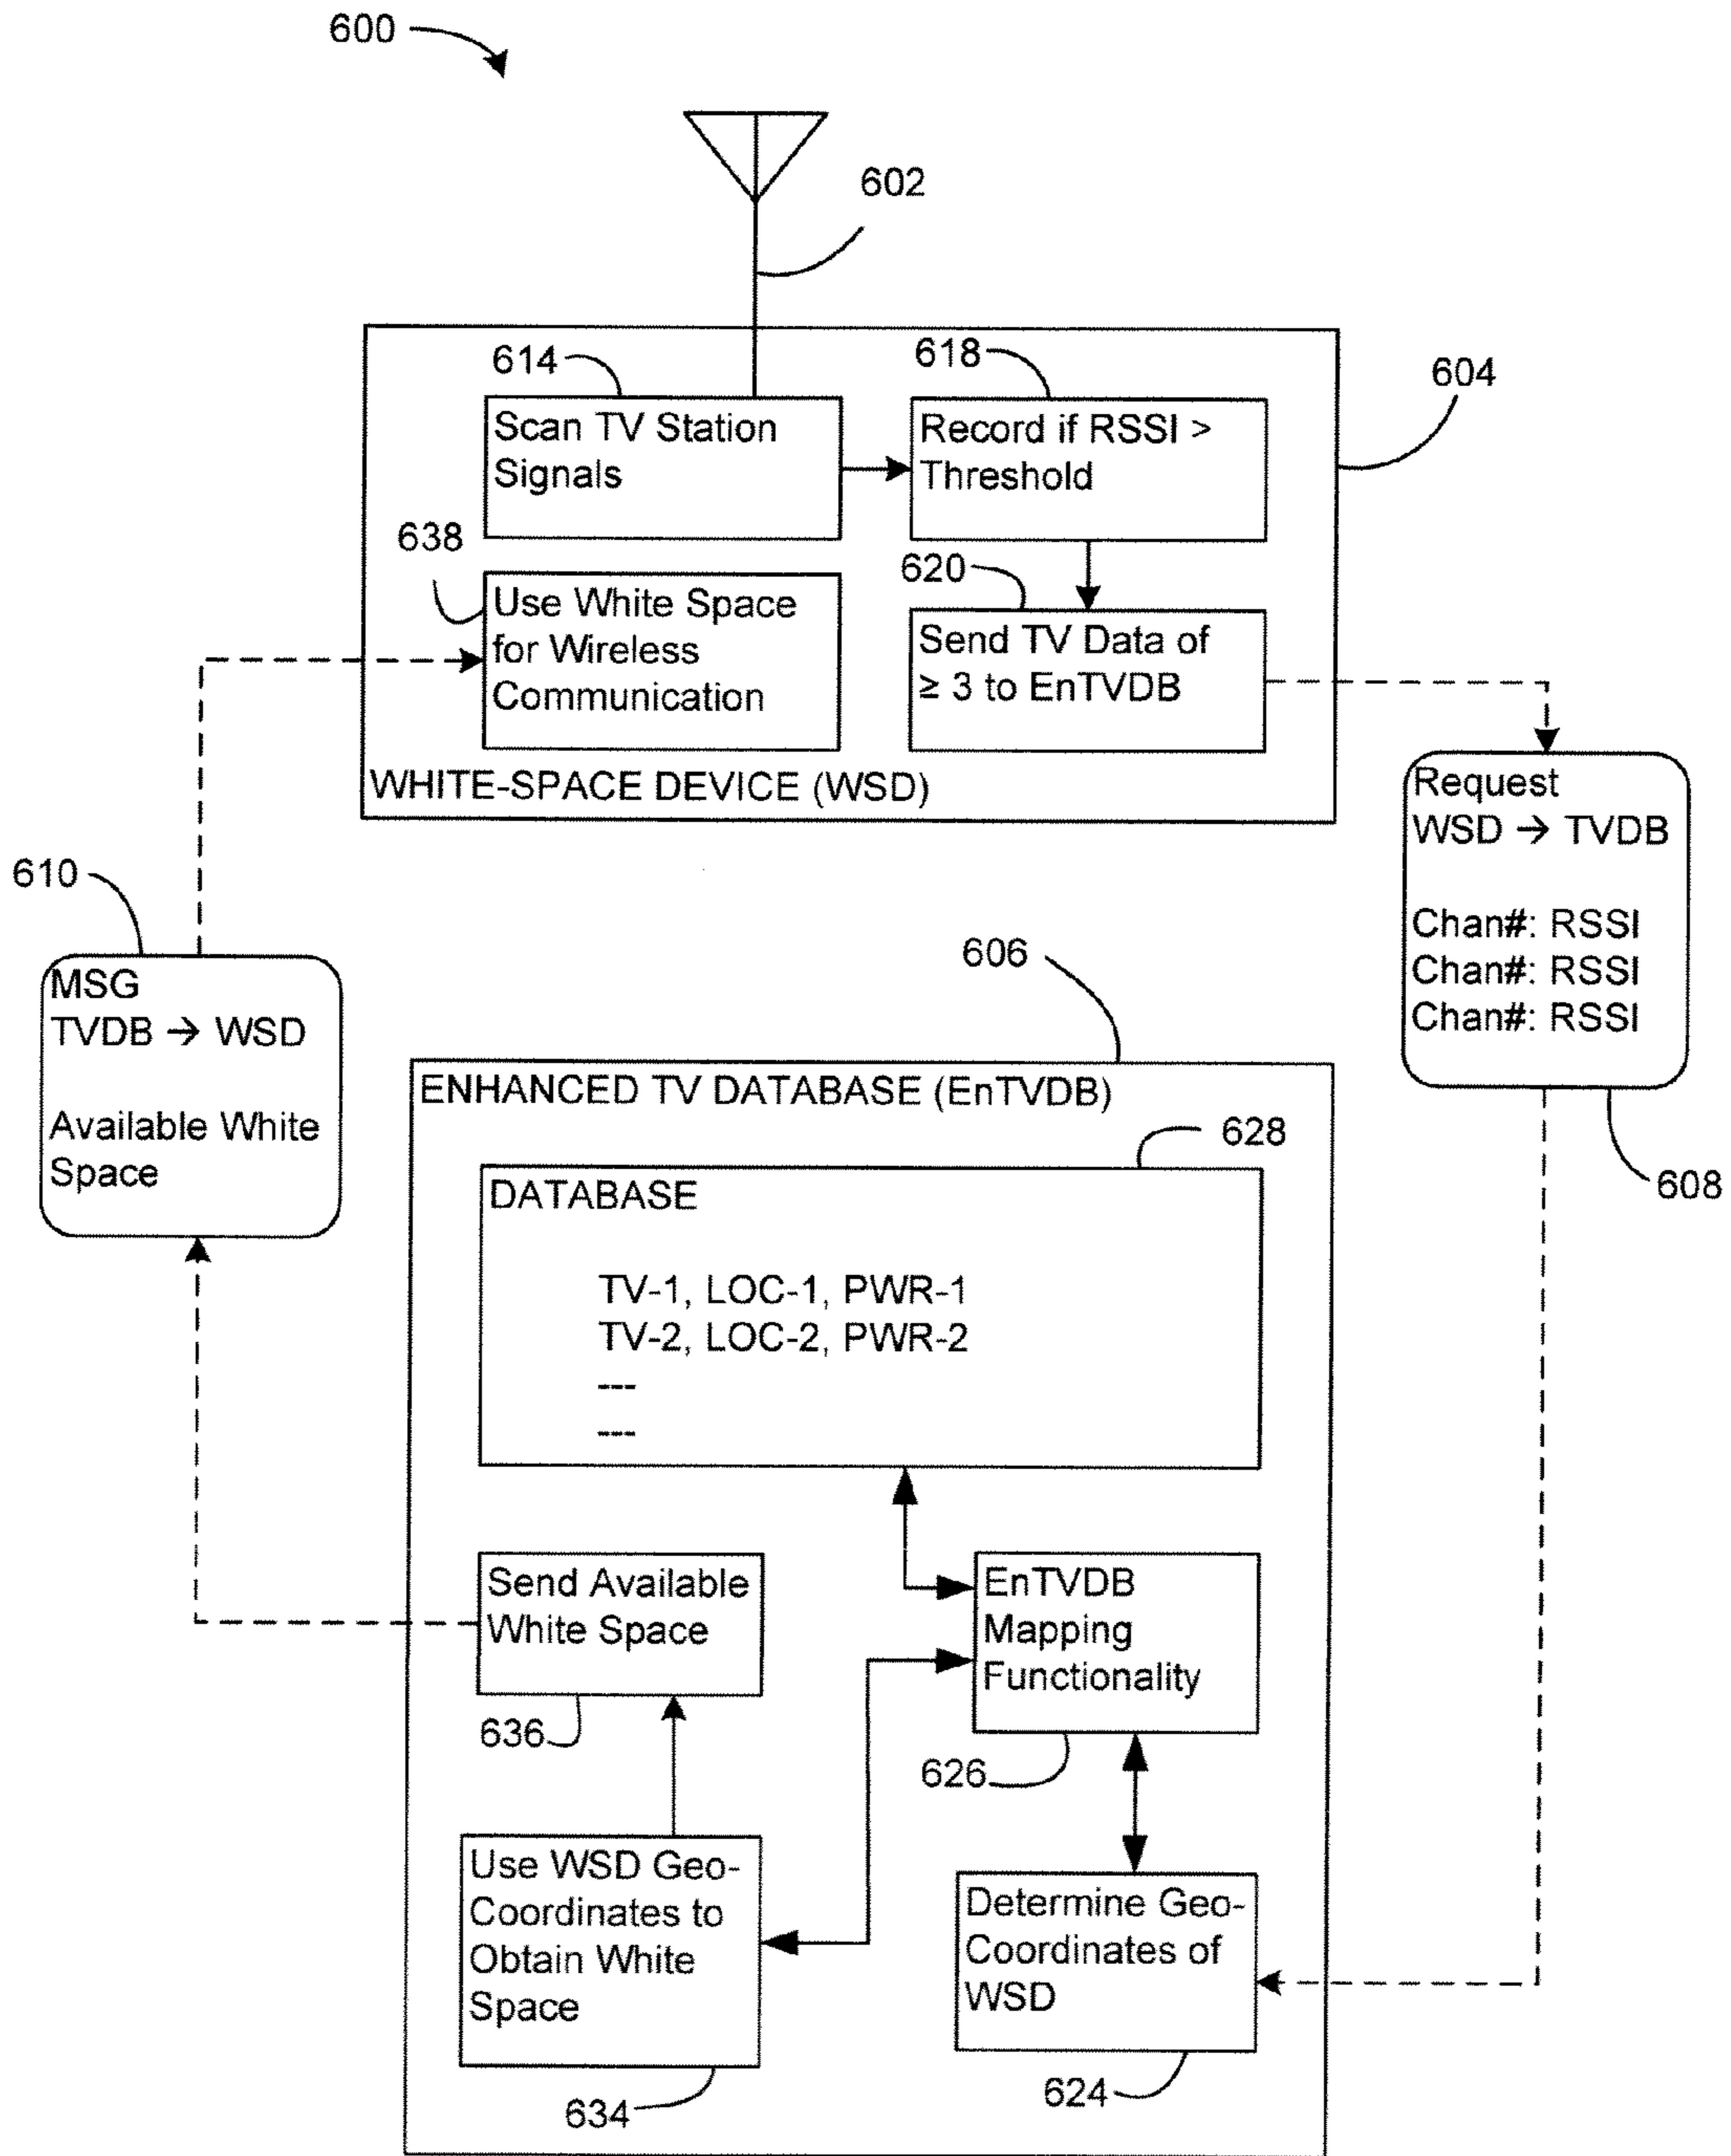 600
602
604
614
Scan TV Station
Signals
618
Record if RSSI >
Threshold
638
Use White Space
for Wireless
Communication
620
Send TV Data of
≥ 3 to EnTVDB
WHITE-SPACE DEVICE (WSD)
Request
WSD → TVDB
Chan#: RSSI
Chan#: RSSI
Chan#: RSSI
608
610
MSG
TVDB → WSD
Available White
Space
606
ENHANCED TV DATABASE (EnTVDB)
628
DATABASE
TV-1, LOC-1, PWR-1
TV-2, LOC-2, PWR-2
---
---
Send Available
White Space
636
EnTVDB
Mapping
Functionality
626
Use WSD Geo-
Coordinates to
Obtain White
Space
634
Determine Geo-
Coordinates of
WSD
624